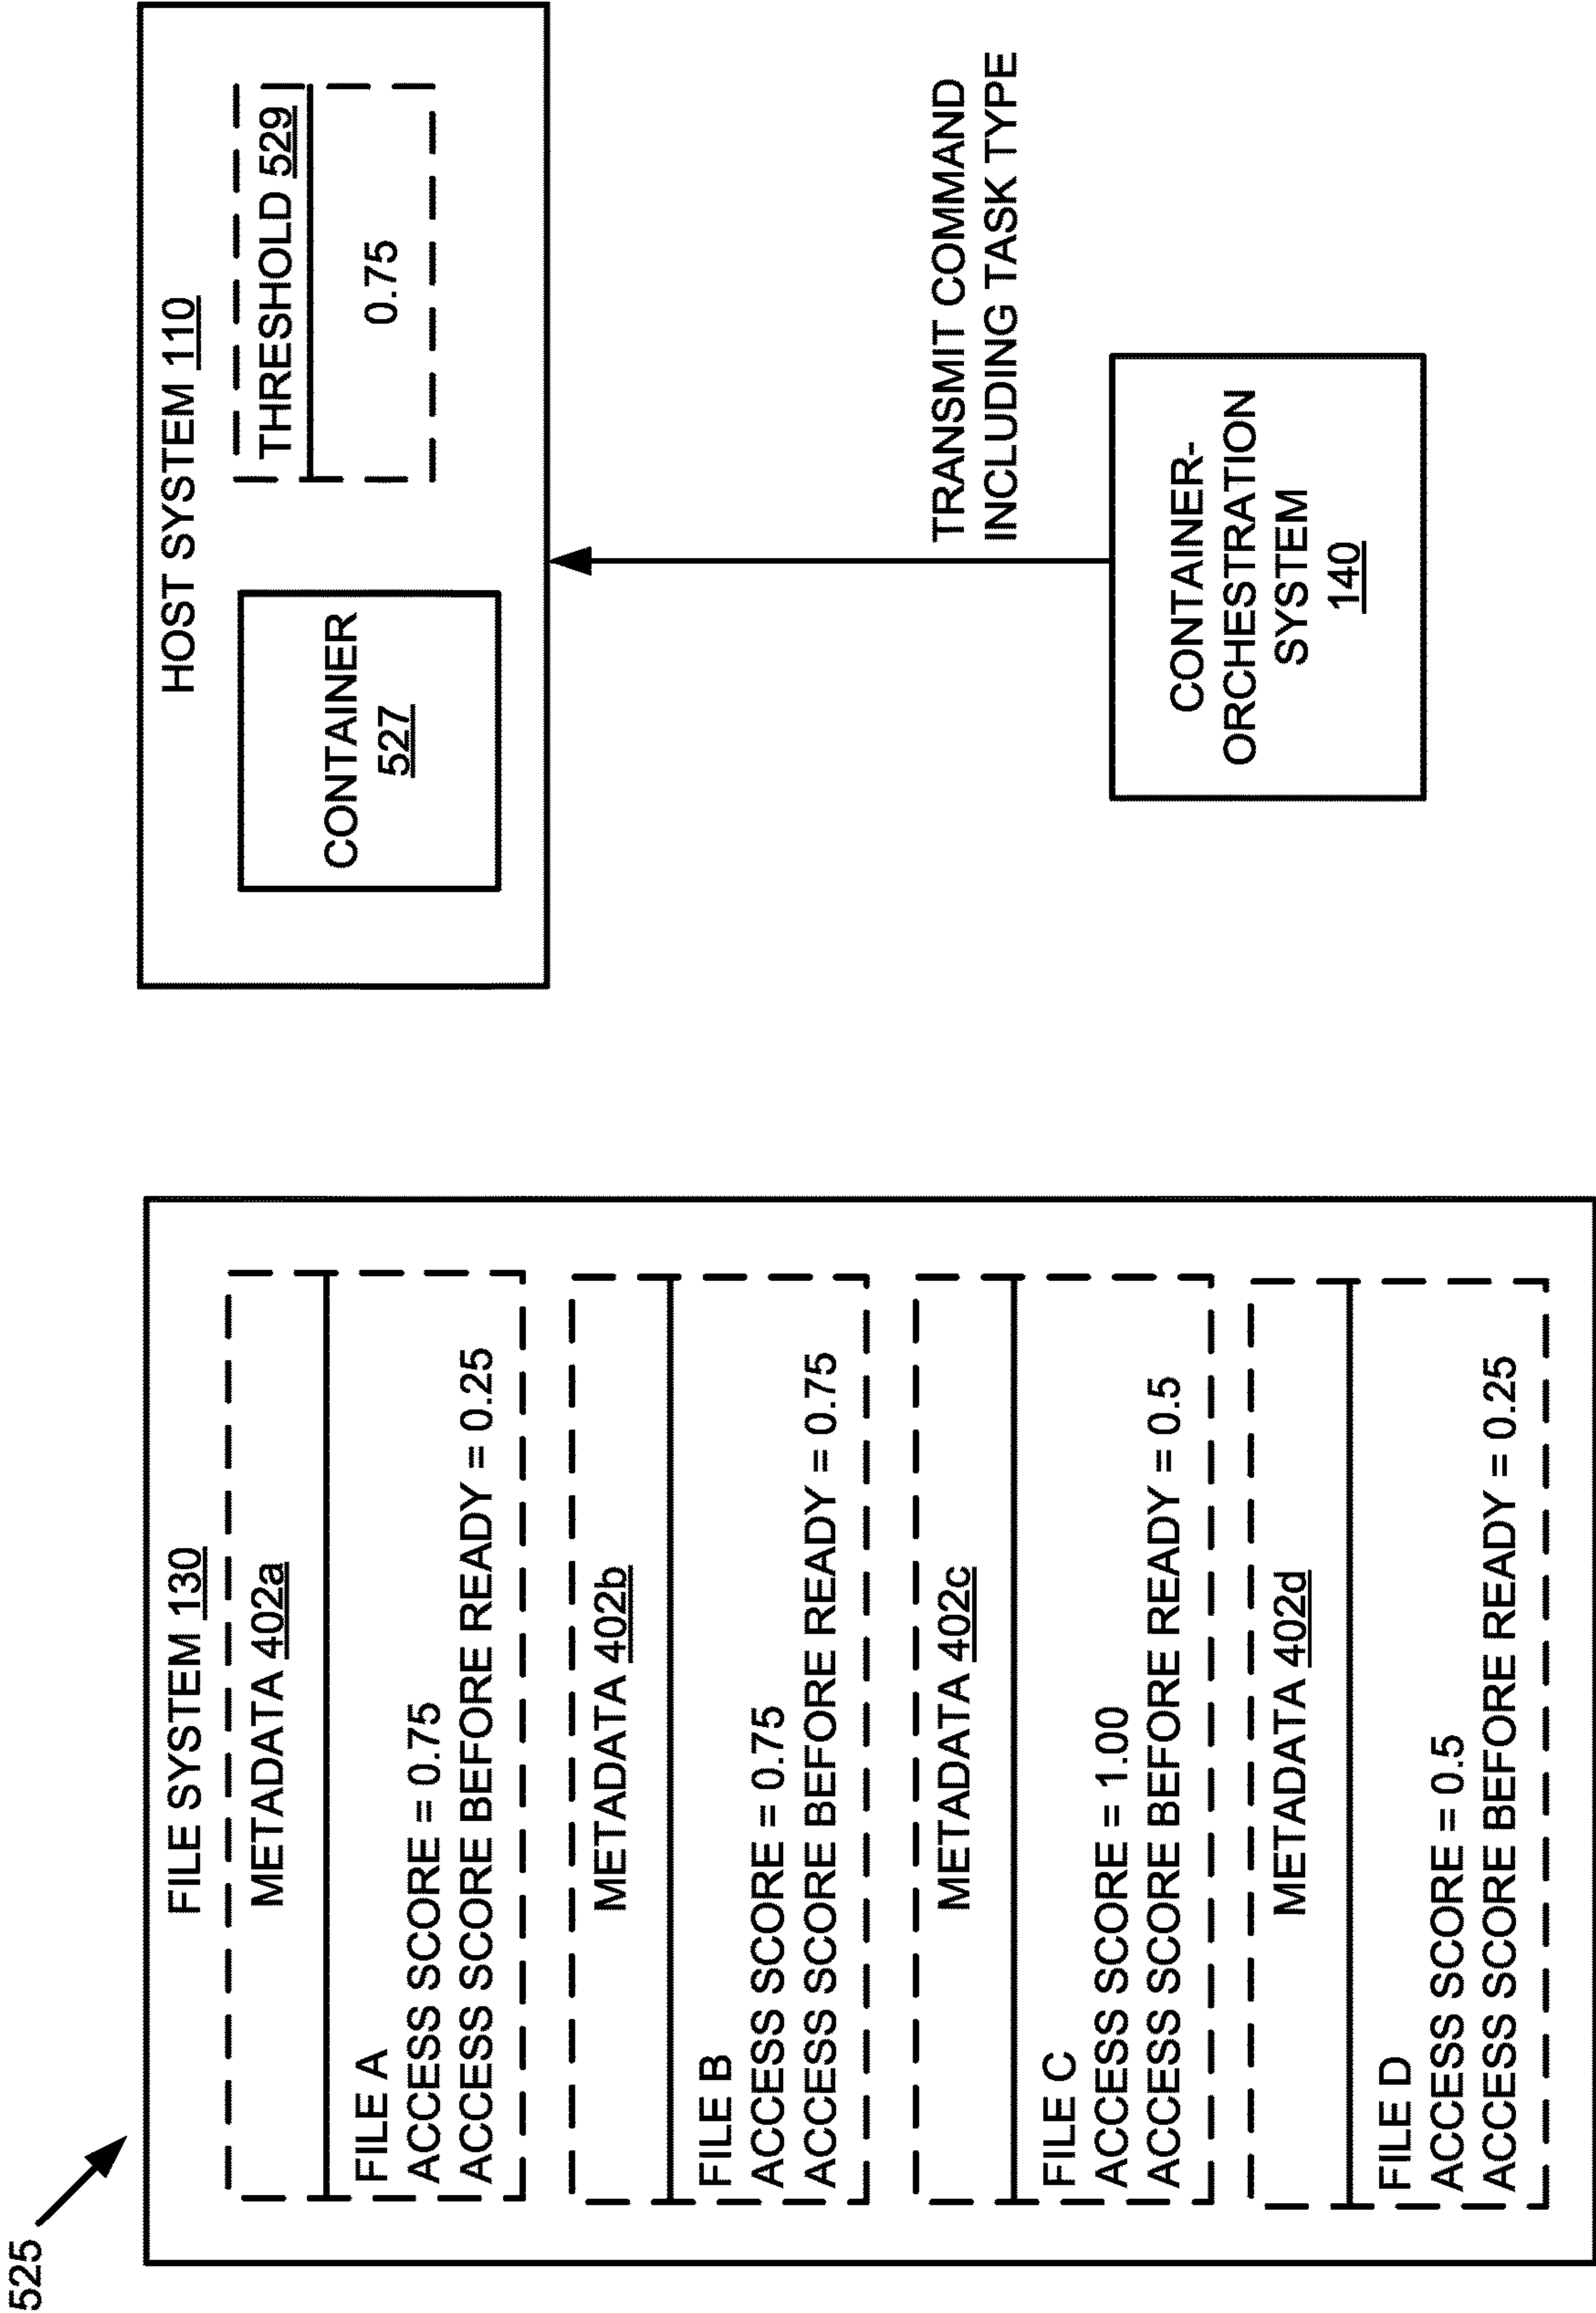 525
FILE SYSTEM 130
METADATA 402a
FILE A
ACCESS SCORE = 0.75
ACCESS SCORE BEFORE READY = 0.25
METADATA 402b
FILE B
ACCESS SCORE = 0.75
ACCESS SCORE BEFORE READY = 0.75
METADATA 402c
FILE C
ACCESS SCORE = 1.00
ACCESS SCORE BEFORE READY = 0.5
METADATA 402d
FILE D
ACCESS SCORE = 0.5
ACCESS SCORE BEFORE READY = 0.25
HOST SYSTEM 110
CONTAINER
527
THRESHOLD 529
0.75
TRANSMIT COMMAND
INCLUDING TASK TYPE
CONTAINER-
ORCHESTRATION
SYSTEM
140